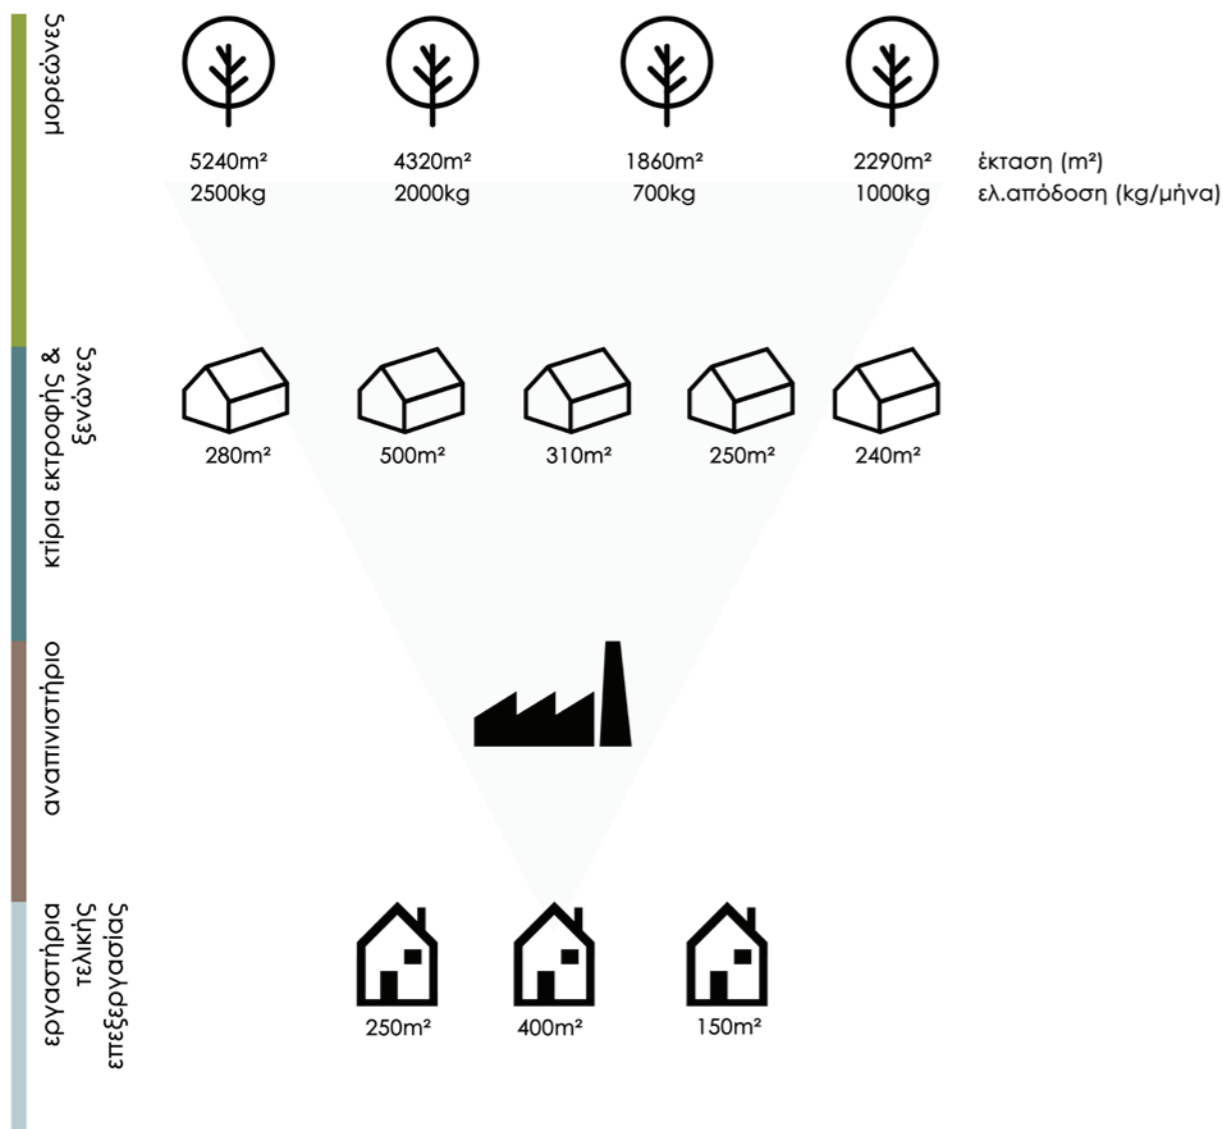 μορεώνες
5240m² 4320m² 1860m² 2290m² έκταση (m²)
2500kg 2000kg 700kg 1000kg ελ.απόδοση (kg/μήνα)
κτίρια εκτροφής &
ξενώνες
280m² 500m² 310m² 250m² 240m²
αναπινιστήριο
εργαστήρια
τελικής
επεξεργασίας
250m² 400m² 150m²